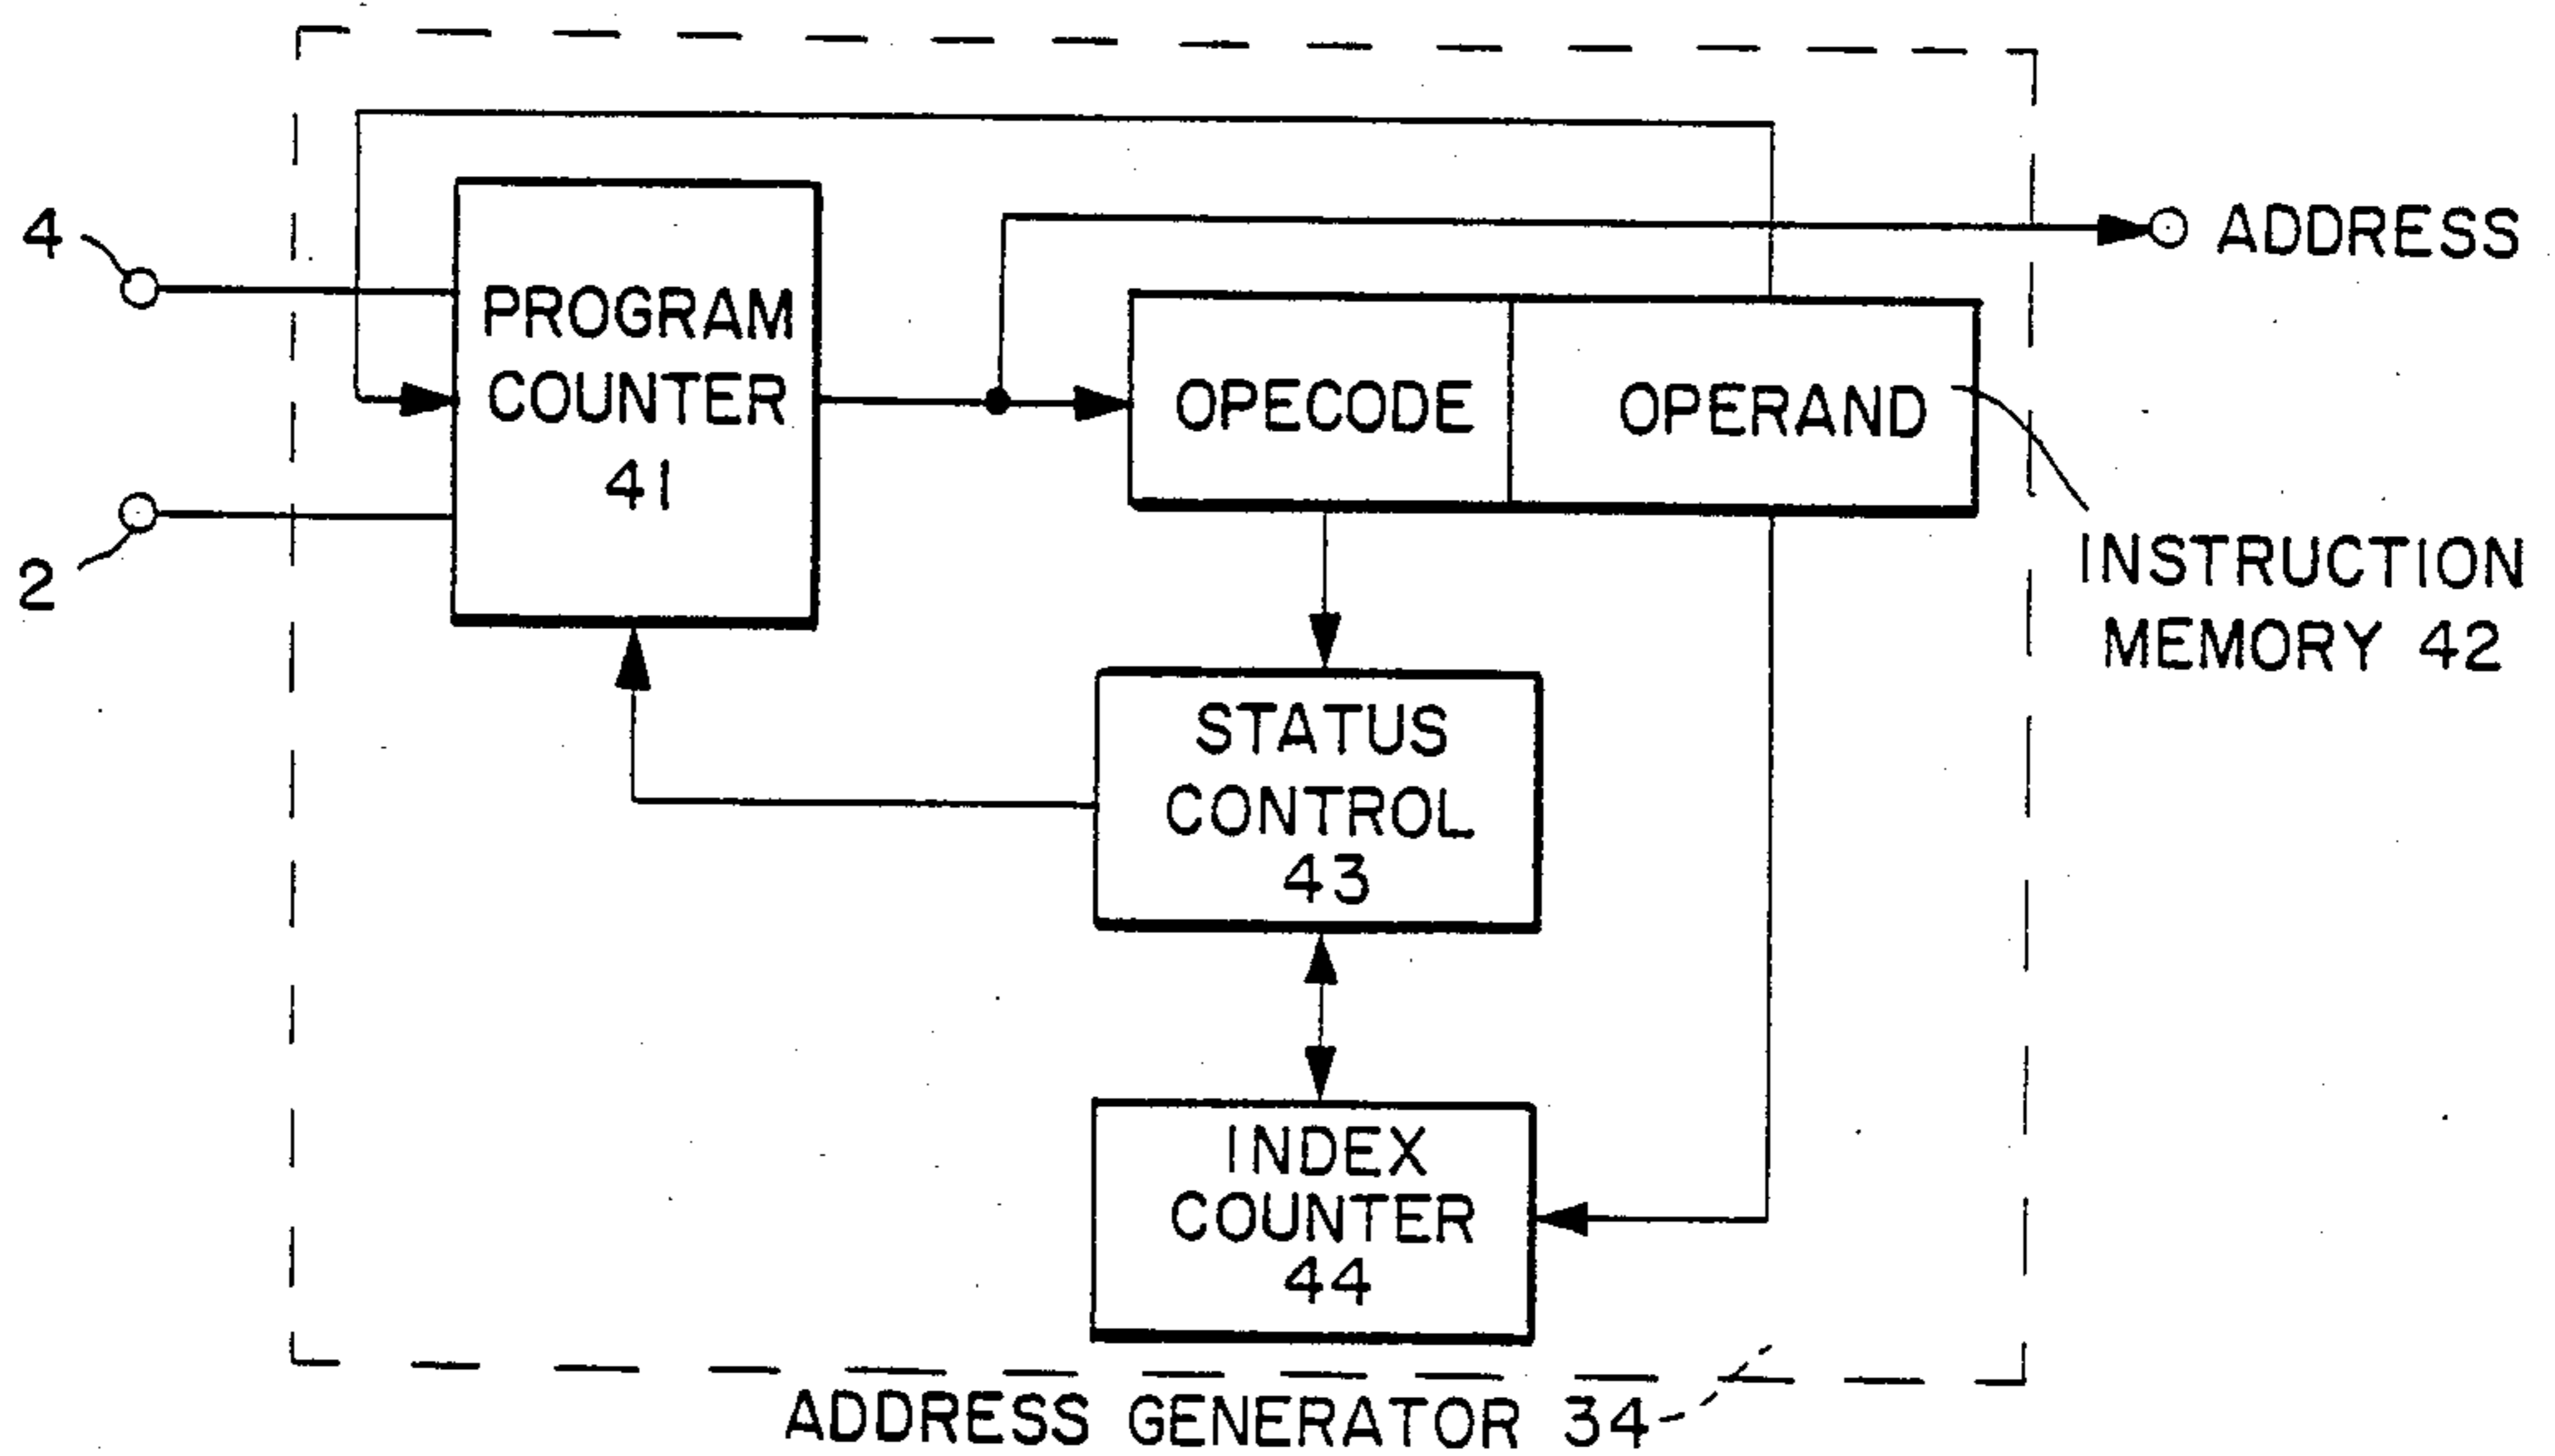 4
ADDRESS
PROGRAM
COUNTER
41
OPECODE
OPERAND
2
INSTRUCTION
MEMORY 42
STATUS
CONTROL
43
INDEX
COUNTER
44
ADDRESS GENERATOR 34